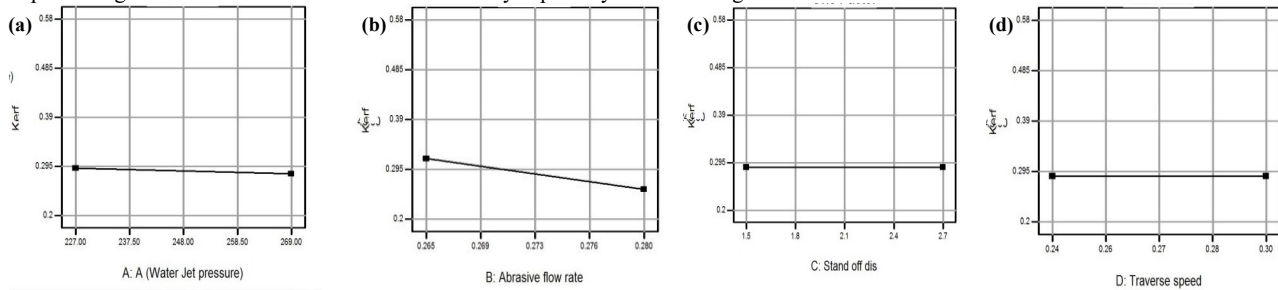 (a)
0.58
0.485
0.39
0.295
0.2
Kerf
227.00 237.50 248.00 258.50 269.00
A: A (Water Jet pressure)
(b)
0.58
0.485
0.39
0.295
0.2
Kerf
0.265 0.269 0.273 0.276 0.280
B: Abrasive flow rate
(c)
0.58
0.485
0.39
0.295
0.2
Kerf
1.5 1.8 2.1 2.4 2.7
C: Stand off dis
(d)
0.58
0.485
0.39
0.295
0.2
Kerf
0.24 0.26 0.27 0.28 0.30
D: Traverse speed